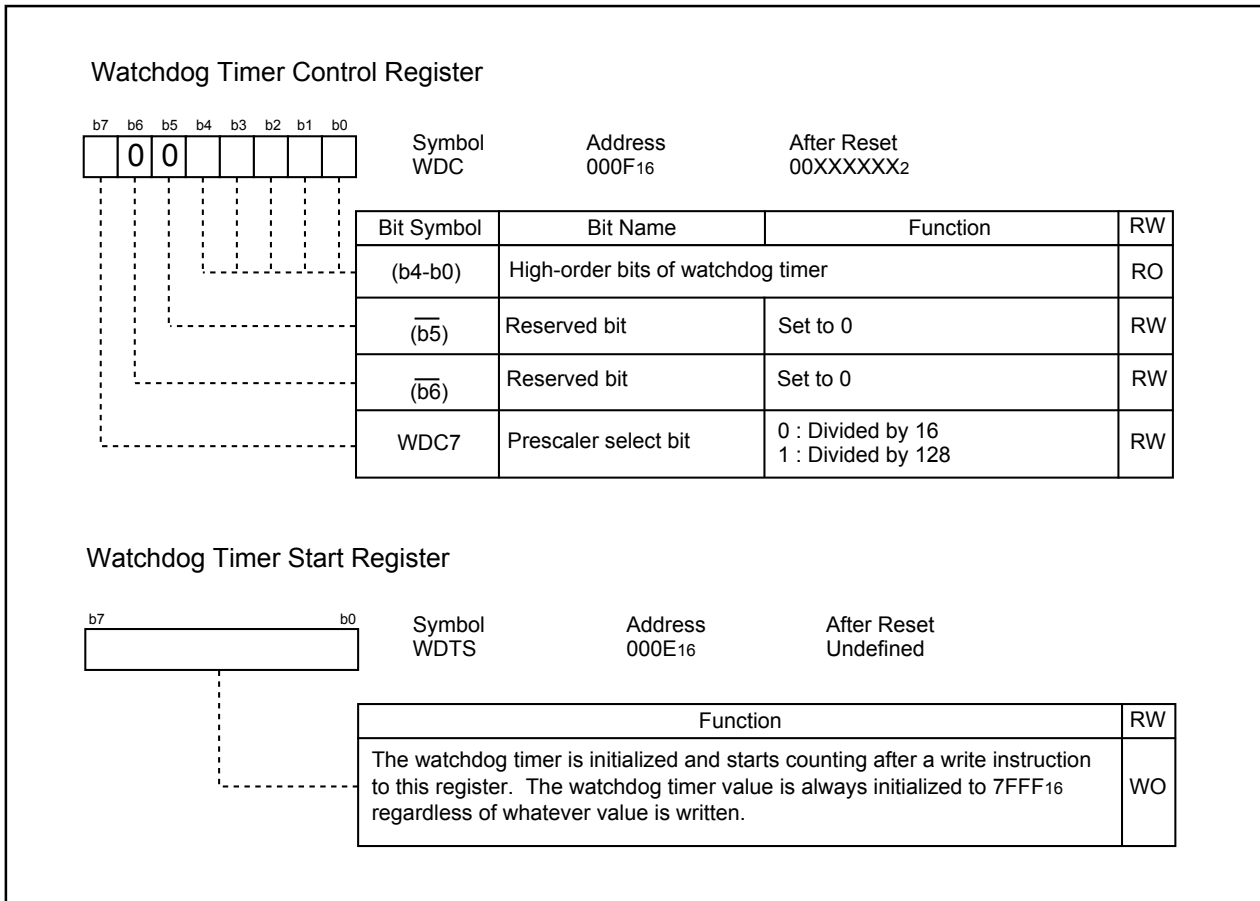 Watchdog Timer Control Register
b7 b6 b5 b4 b3 b2 b1 b0
0 0
Symbol Address After Reset
WDC 000F16 00XXXXXX2
Bit Symbol Bit Name Function RW
(b4-b0) High-order bits of watchdog timer RO
(b5) Reserved bit Set to 0 RW
(b6) Reserved bit Set to 0 RW
WDC7 Prescaler select bit 0 : Divided by 16
1 : Divided by 128 RW
Watchdog Timer Start Register
b7 b0
Symbol Address After Reset
WDTS 000E16 Undefined
Function RW
The watchdog timer is initialized and starts counting after a write instruction
to this register. The watchdog timer value is always initialized to 7FFF16 WO
regardless of whatever value is written.